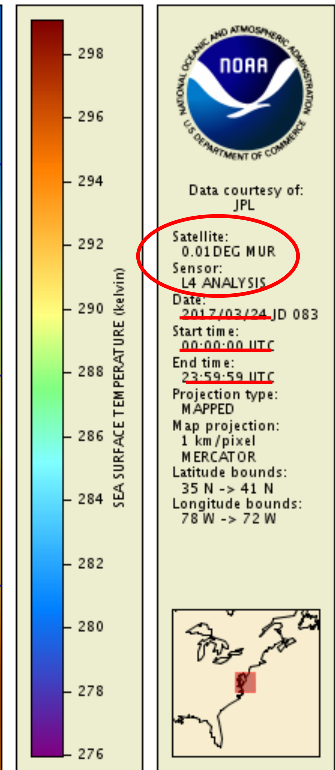 298
296
294
292
290
288
286
284
282
280
278
276
SEA SURFACE TEMPERATURE (kelvin)
NATIONAL OCEANIC AND ATMOSPHERIC ADMINISTRATION
NOAA
U.S. DEPARTMENT OF COMMERCE
Data courtesy of:
JPL
Satellite:
0.01DEG MUR
Sensor:
L4 ANALYSIS
Date:
2017/03/24 JD 083
Start time:
00:00:00 UTC
End time:
23:59:59 UTC
Projection type:
MAPPED
Map projection:
1 km/pixel
MERCATOR
Latitude bounds:
35 N -> 41 N
Longitude bounds:
78 W -> 72 W